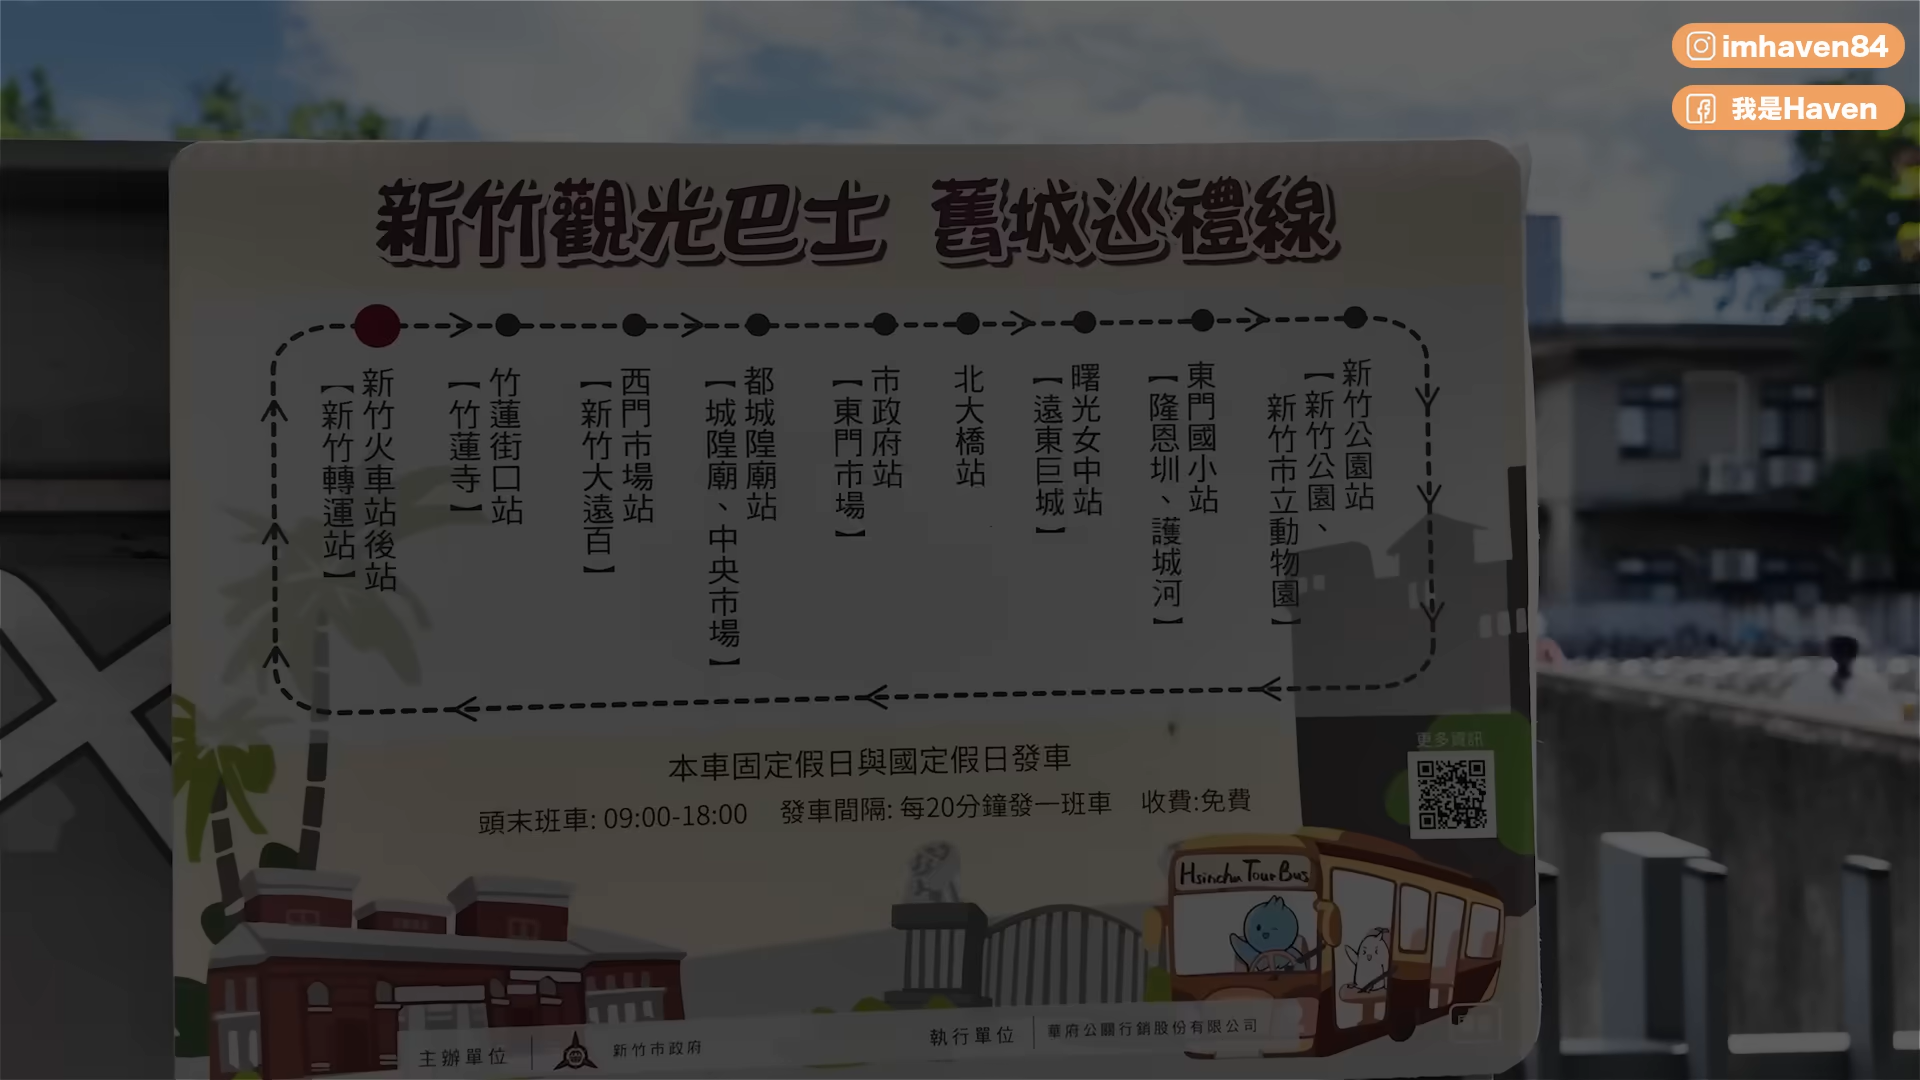 imhaven84
我是Haven
新竹觀光巴士 舊城巡禮線
新竹火車站後站
【新竹轉運站】
竹蓮街口站
【竹蓮寺】
西門市場站
【新竹大遠百】
都城隍廟站
【城隍廟、中央市場】
市政府站
【東門市場】
北大橋站
曙光女中站
【遠東巨城】
東門國小站
【隆恩圳、護城河】
新竹公園站
【新竹公園、
新竹市立動物園】
本車固定假日與國定假日發車
頭末班車: 09:00-18:00 發車間隔: 每20分鐘發一班車 收費:免費
更多資訊
Hsinchu Tour Bus
主辦單位 新竹市政府
執行單位 華府公關行銷股份有限公司